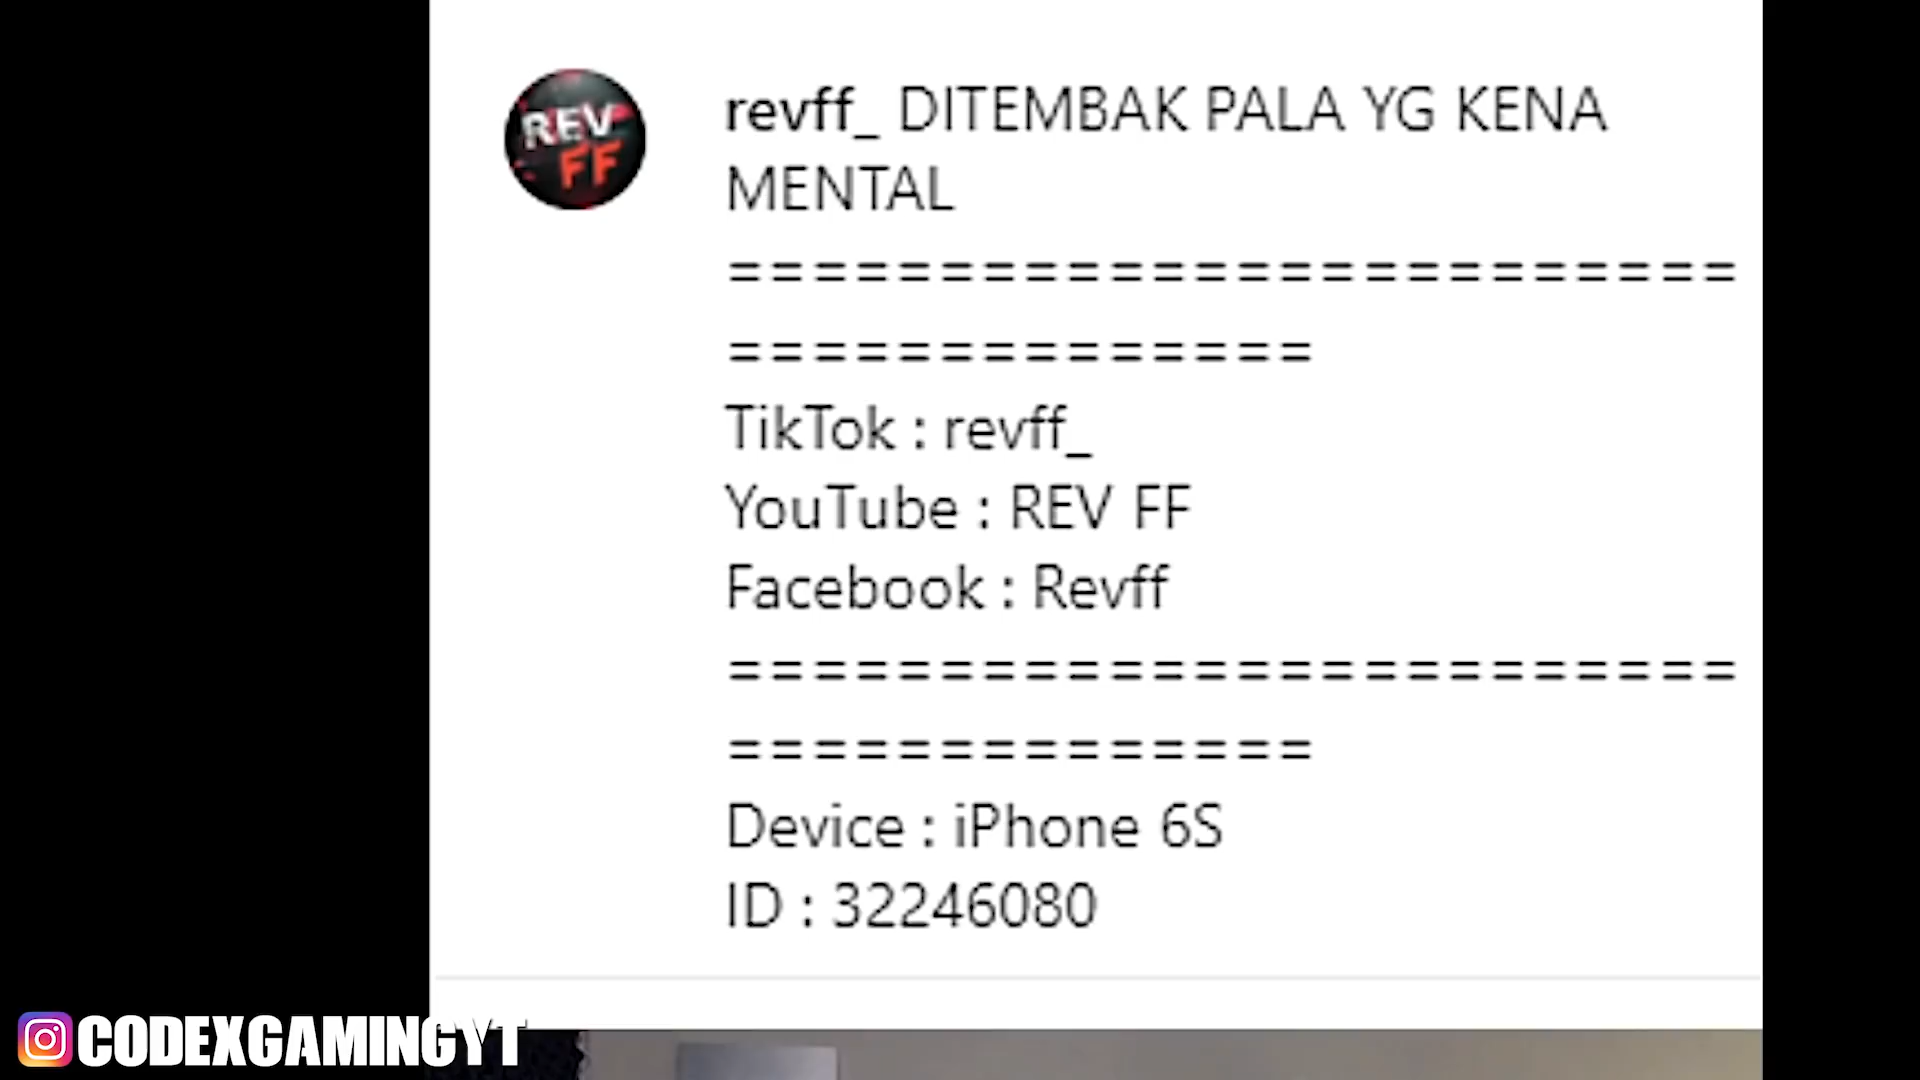 REV
FF
revff_ DITEMBAK PALA YG KENA
MENTAL
========================
==============
TikTok : revff_
YouTube : REV FF
Facebook : Revff
========================
==============
Device : iPhone 6S
ID : 32246080
CODEXGAMINGYT